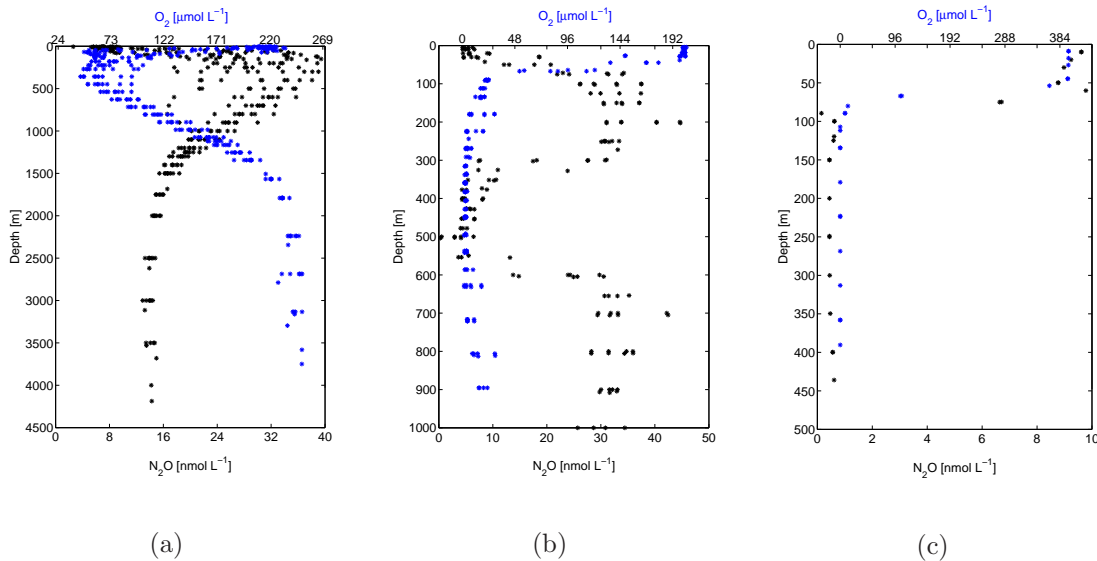 O₂ [μmol L⁻¹]
24 73 122 171 220 269
0
500
1000
1500
2000
2500
3000
3500
4000
4500
Depth [m]
0 8 16 24 32 40
N₂O [nmol L⁻¹]
(a)
O₂ [μmol L⁻¹]
0 48 96 144 192
0
100
200
300
400
500
600
700
800
900
1000
Depth [m]
0 10 20 30 40 50
N₂O [nmol L⁻¹]
(b)
O₂ [μmol L⁻¹]
0 96 192 288 384
0
50
100
150
200
250
300
350
400
450
500
Depth [m]
0 2 4 6 8 10
N₂O [nmol L⁻¹]
(c)